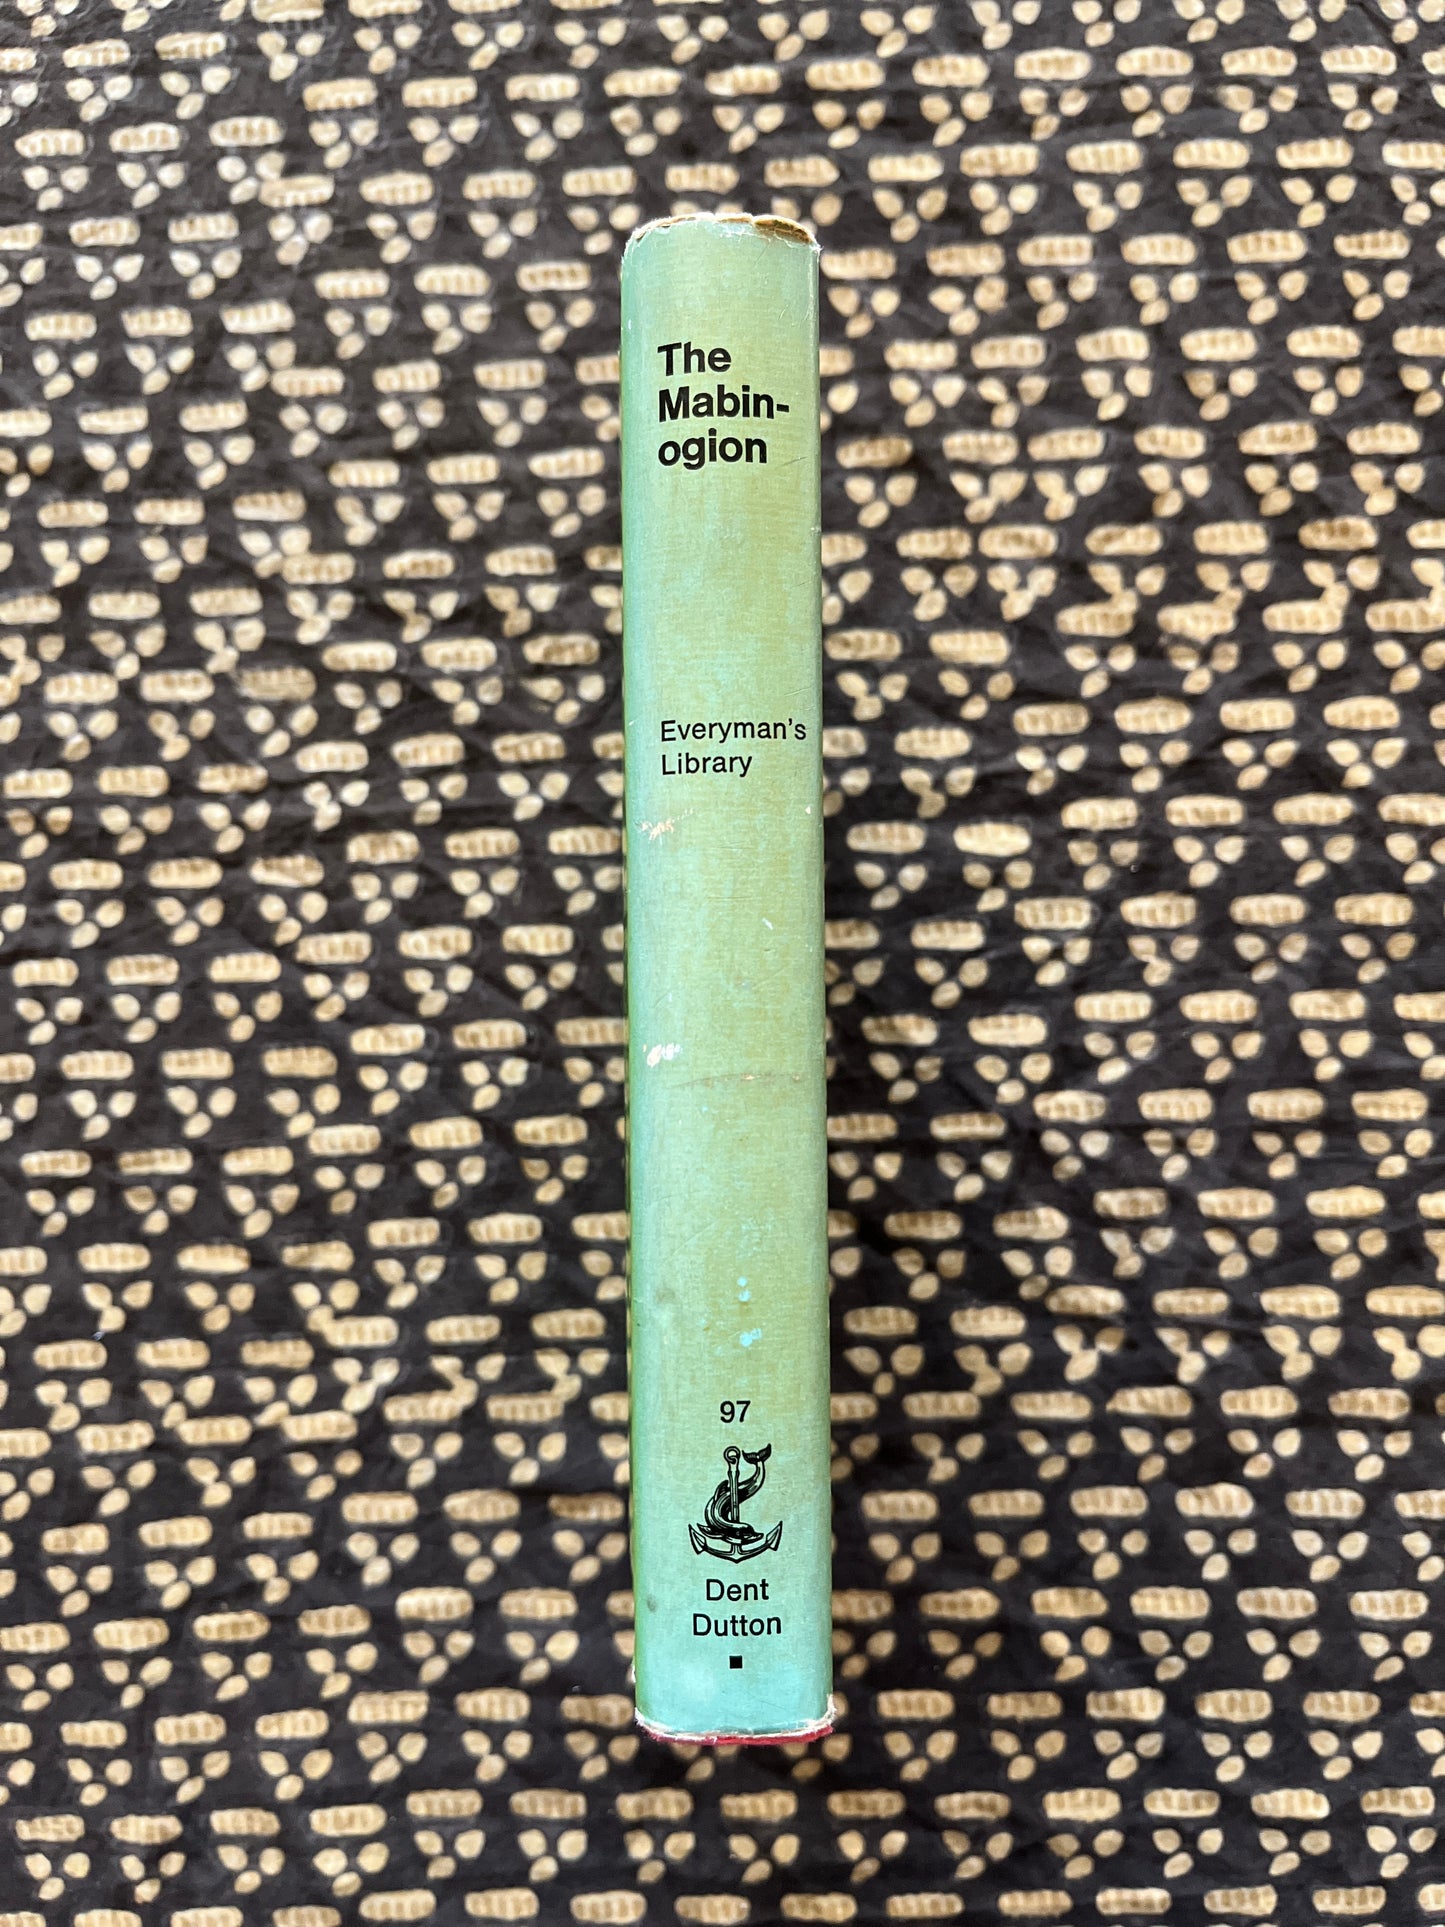 The
Mabin-
ogion
Everyman's
Library
97
Dent
Dutton